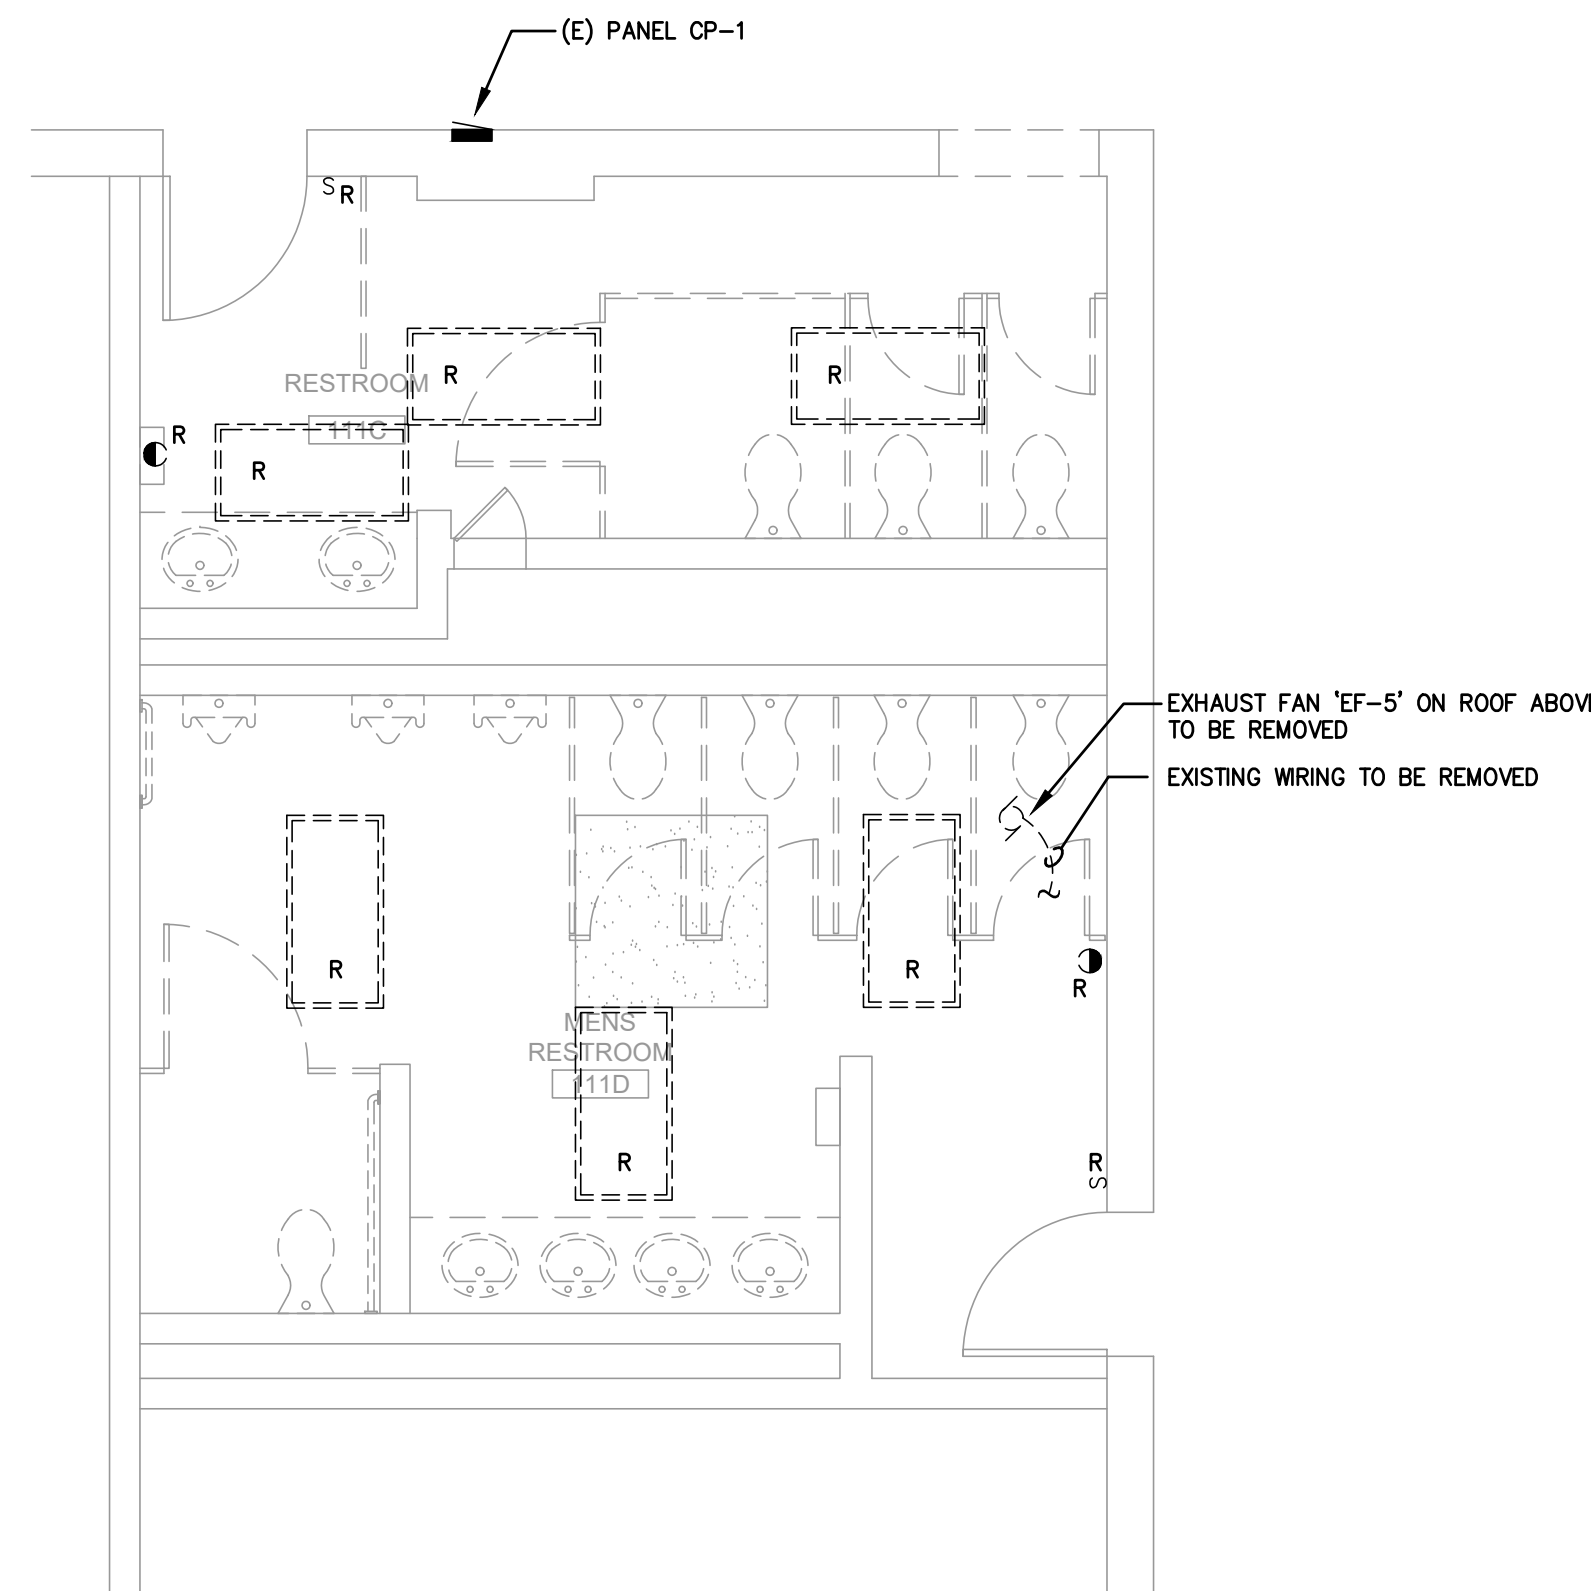 (E) PANEL CP-1
S R
RESTROOM
R
R
111C
R
R
EXHAUST FAN 'EF-5' ON ROOF ABOVE
TO BE REMOVED
EXISTING WIRING TO BE REMOVED
R
R
R
MENS
RESTROOM
111D
R
R
S